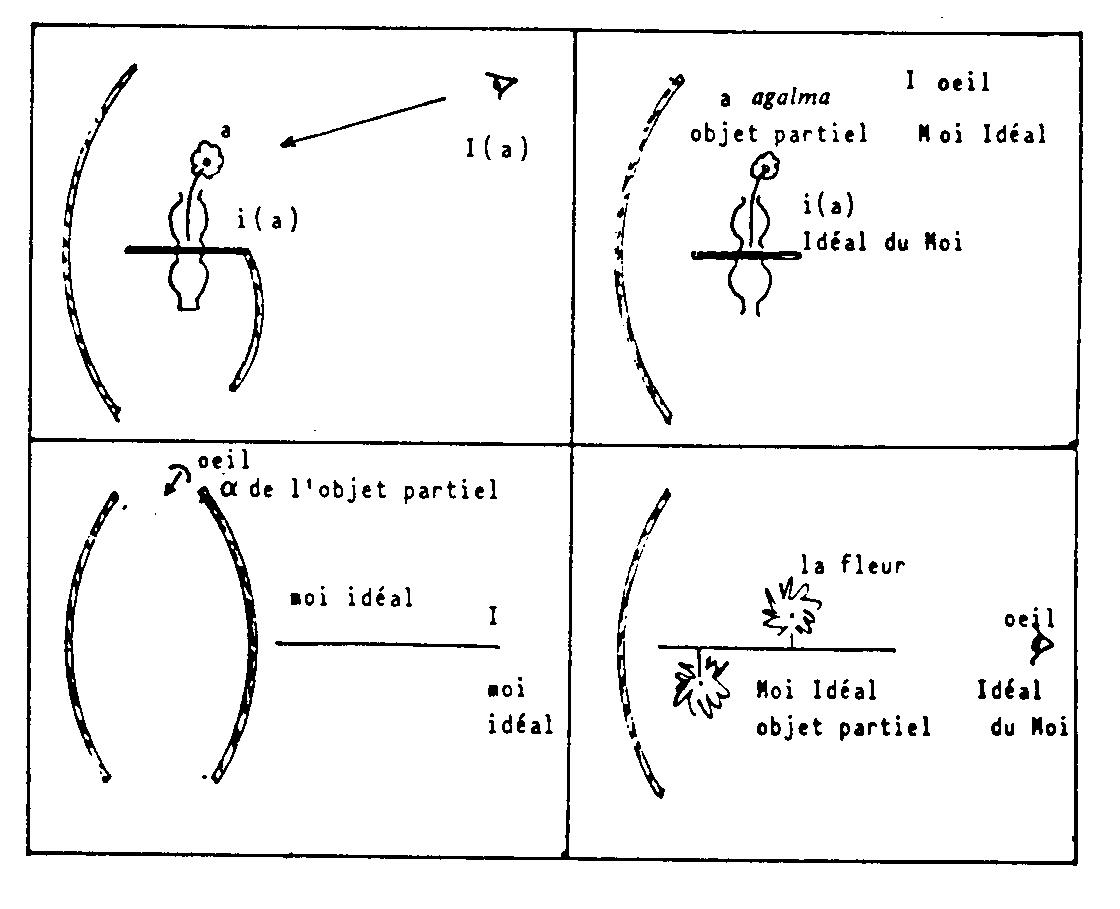 a
I(a)
i(a)
a agalma
objet partiel
I oeil
Moi Idéal
i(a)
Idéal du Moi
oeil
α de l'objet partiel
moi idéal
I
moi
idéal
la fleur
oeil
Moi Idéal
objet partiel
Idéal
du Moi